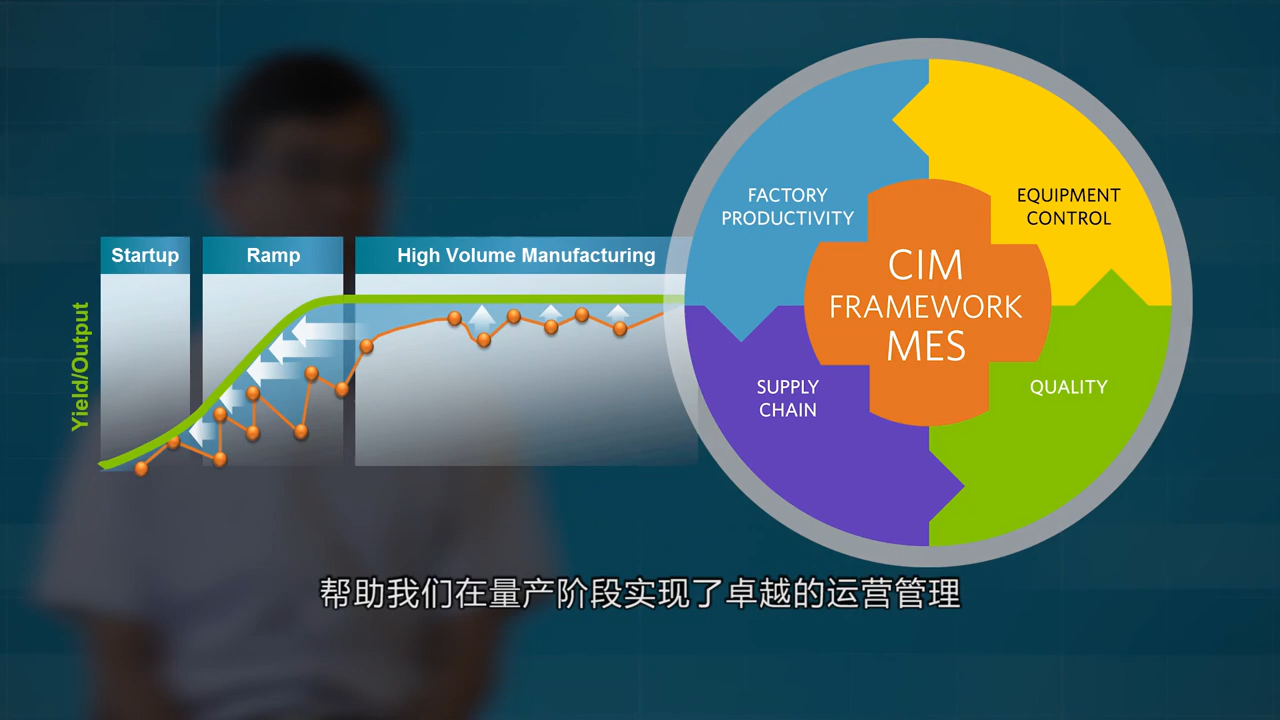 Startup
Ramp
High Volume Manufacturing
Yield/Output
FACTORY
PRODUCTIVITY
EQUIPMENT
CONTROL
CIM
FRAMEWORK
MES
SUPPLY
CHAIN
QUALITY
帮助我们在量产阶段实现了卓越的运营管理